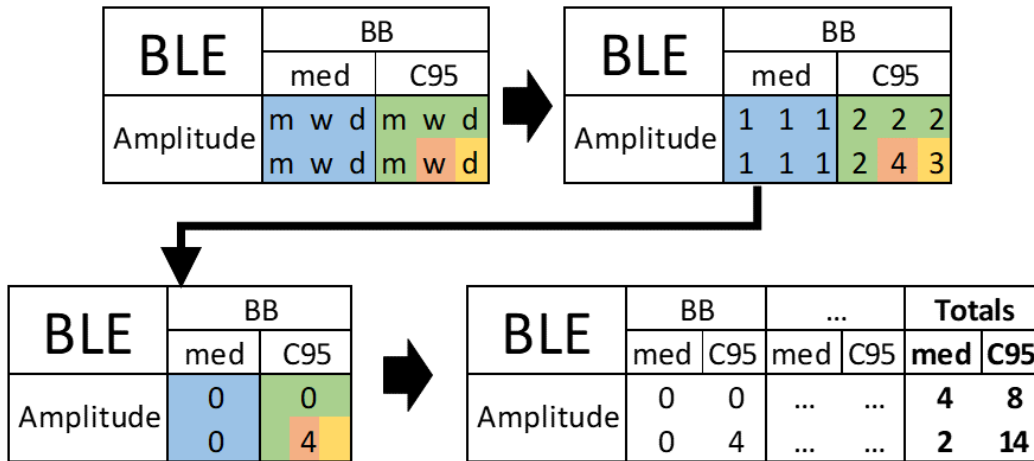 BLE BB
med C95
Amplitude m w d m w d
m w d m w d
BLE BB
med C95
Amplitude 1 1 1 2 2 2
1 1 1 2 4 3
BLE BB
med C95
Amplitude 0 0
0 4
BLE BB ... Totals
med C95 med C95 med C95
Amplitude 0 0 ... ... 4 8
0 4 ... ... 2 14